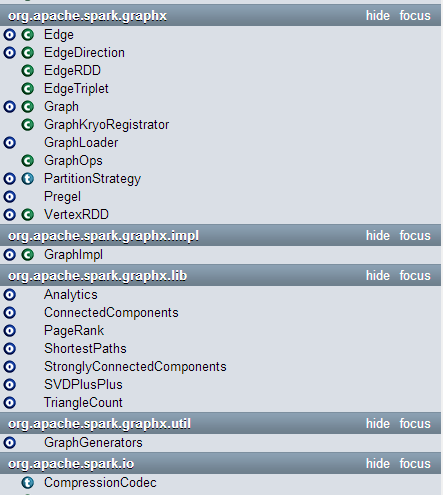 org.apache.spark.graphx hide focus
Edge
EdgeDirection
EdgeRDD
EdgeTriplet
Graph
GraphKryoRegistrator
GraphLoader
GraphOps
PartitionStrategy
Pregel
VertexRDD
org.apache.spark.graphx.impl hide focus
GraphImpl
org.apache.spark.graphx.lib hide focus
Analytics
ConnectedComponents
PageRank
ShortestPaths
StronglyConnectedComponents
SVDPlusPlus
TriangleCount
org.apache.spark.graphx.util hide focus
GraphGenerators
org.apache.spark.io hide focus
CompressionCodec